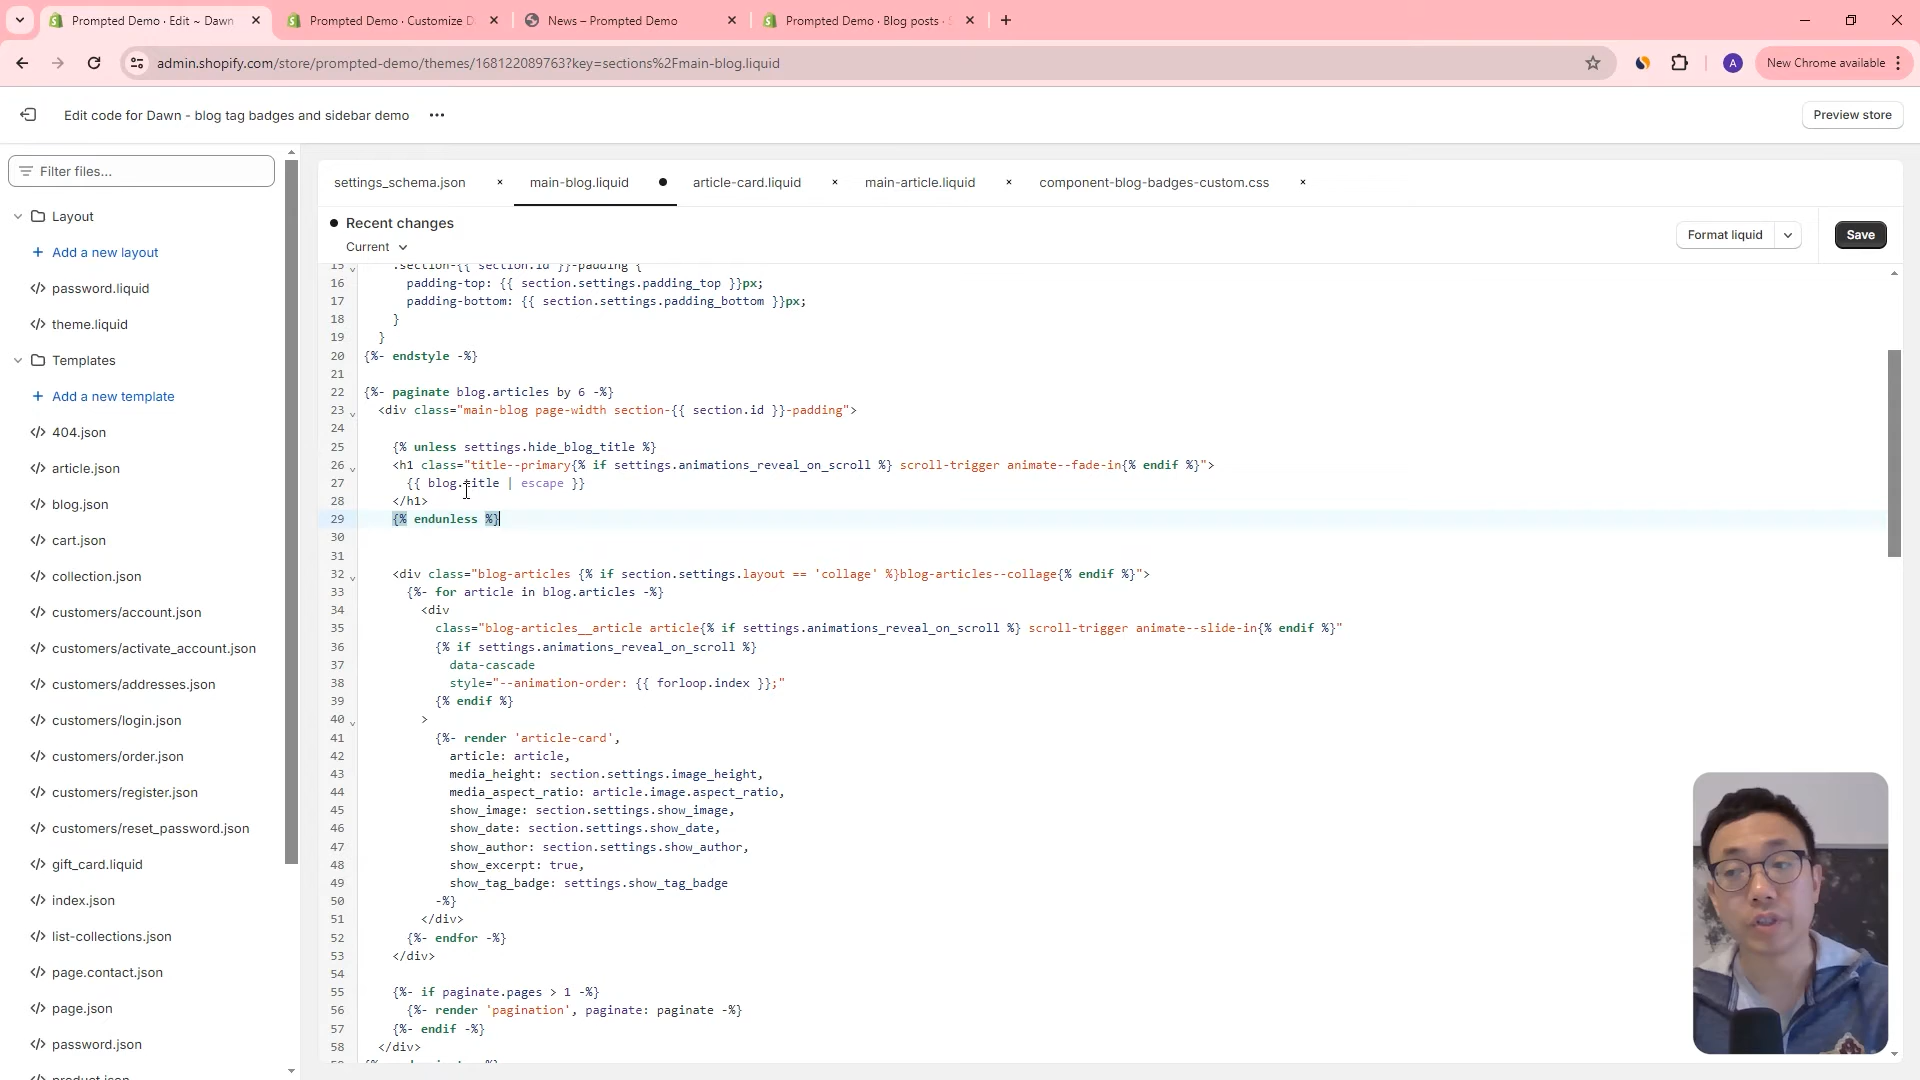 Prompted Demo · Edit ~ Dawn
Prompted Demo · Customize D
News – Prompted Demo
Prompted Demo · Blog posts ·
admin.shopify.com/store/prompted-demo/themes/168122089763?key=sections%2Fmain-blog.liquid
A
New Chrome available
Edit code for Dawn - blog tag badges and sidebar demo
Preview store
Filter files...
Layout
Add a new layout
password.liquid
theme.liquid
Templates
Add a new template
404.json
article.json
blog.json
cart.json
collection.json
customers/account.json
customers/activate_account.json
customers/addresses.json
customers/login.json
customers/order.json
customers/register.json
customers/reset_password.json
gift_card.liquid
index.json
list-collections.json
page.contact.json
page.json
password.json
product.json
settings_schema.json
main-blog.liquid
article-card.liquid
main-article.liquid
component-blog-badges-custom.css
Recent changes
Current
Format liquid
Save
15 .section-{{ section.id }}-padding {
16 padding-top: {{ section.settings.padding_top }}px;
17 padding-bottom: {{ section.settings.padding_bottom }}px;
18 }
19 }
20 {%- endstyle -%}
21
22 {%- paginate blog.articles by 6 -%}
23 <div class="main-blog page-width section-{{ section.id }}-padding">
24
25 {% unless settings.hide_blog_title %}
26 <h1 class="title--primary{% if settings.animations_reveal_on_scroll %} scroll-trigger animate--fade-in{% endif %}">
27 {{ blog.title | escape }}
28 </h1>
29 {% endunless %}
30
31
32 <div class="blog-articles {% if section.settings.layout == 'collage' %}blog-articles--collage{% endif %}">
33 {%- for article in blog.articles -%}
34 <div
35 class="blog-articles__article article{% if settings.animations_reveal_on_scroll %} scroll-trigger animate--slide-in{% endif %}"
36 {% if settings.animations_reveal_on_scroll %}
37 data-cascade
38 style="--animation-order: {{ forloop.index }};"
39 {% endif %}
40 >
41 {%- render 'article-card',
42 article: article,
43 media_height: section.settings.image_height,
44 media_aspect_ratio: article.image.aspect_ratio,
45 show_image: section.settings.show_image,
46 show_date: section.settings.show_date,
47 show_author: section.settings.show_author,
48 show_excerpt: true,
49 show_tag_badge: settings.show_tag_badge
50 -%}
51 </div>
52 {%- endfor -%}
53 </div>
54
55 {%- if paginate.pages > 1 -%}
56 {%- render 'pagination', paginate: paginate -%}
57 {%- endif -%}
58 </div>